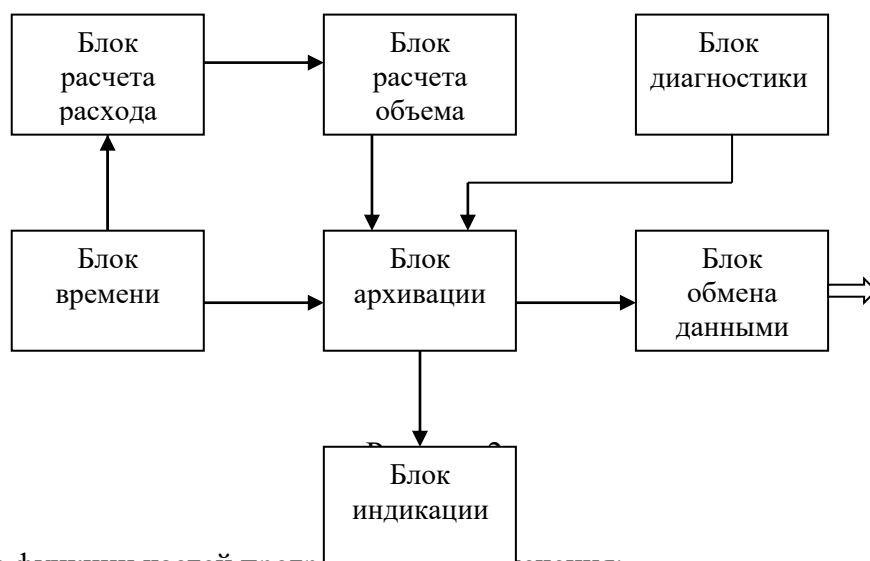 Блок
расчета
расхода
Блок
расчета
объема
Блок
диагностики
Блок
времени
Блок
архивации
Блок
обмена
данными
Блок
индикации